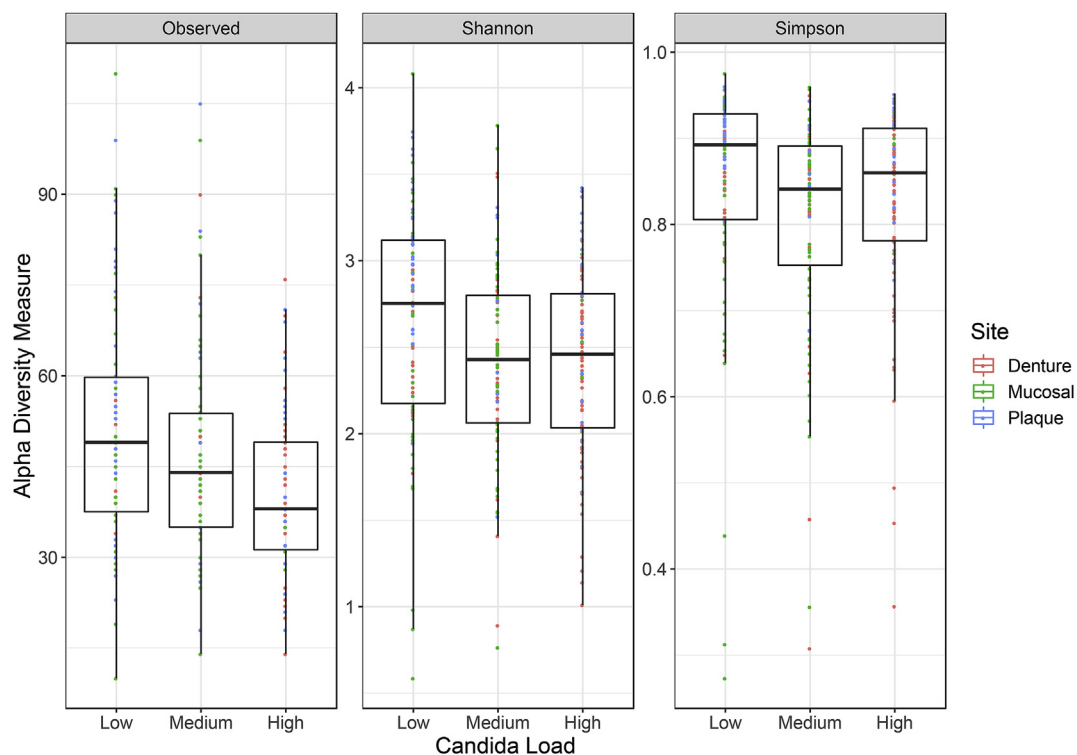 Observed
Shannon
Simpson
Alpha Diversity Measure
90
60
30
4
3
2
1
1.0
0.8
0.6
0.4
Low Medium High
Low Medium High
Low Medium High
Candida Load
Site
Denture
Mucosal
Plaque